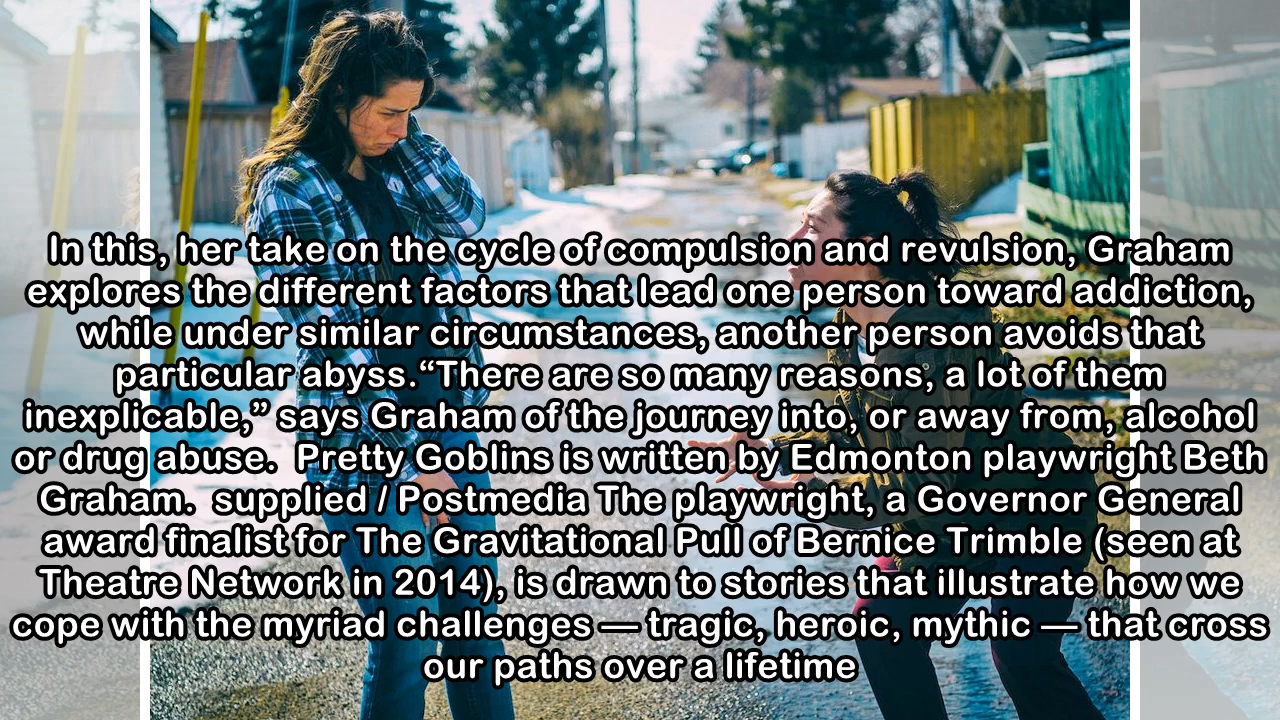 In this, her take on the cycle of compulsion and revulsion, Graham
explores the different factors that lead one person toward addiction,
while under similar circumstances, another person avoids that
particular abyss.“There are so many reasons, a lot of them
inexplicable,” says Graham of the journey into, or away from, alcohol
or drug abuse.  Pretty Goblins is written by Edmonton playwright Beth
Graham.  supplied / Postmedia The playwright, a Governor General
award finalist for The Gravitational Pull of Bernice Trimble (seen at
Theatre Network in 2014), is drawn to stories that illustrate how we
cope with the myriad challenges — tragic, heroic, mythic — that cross
our paths over a lifetime